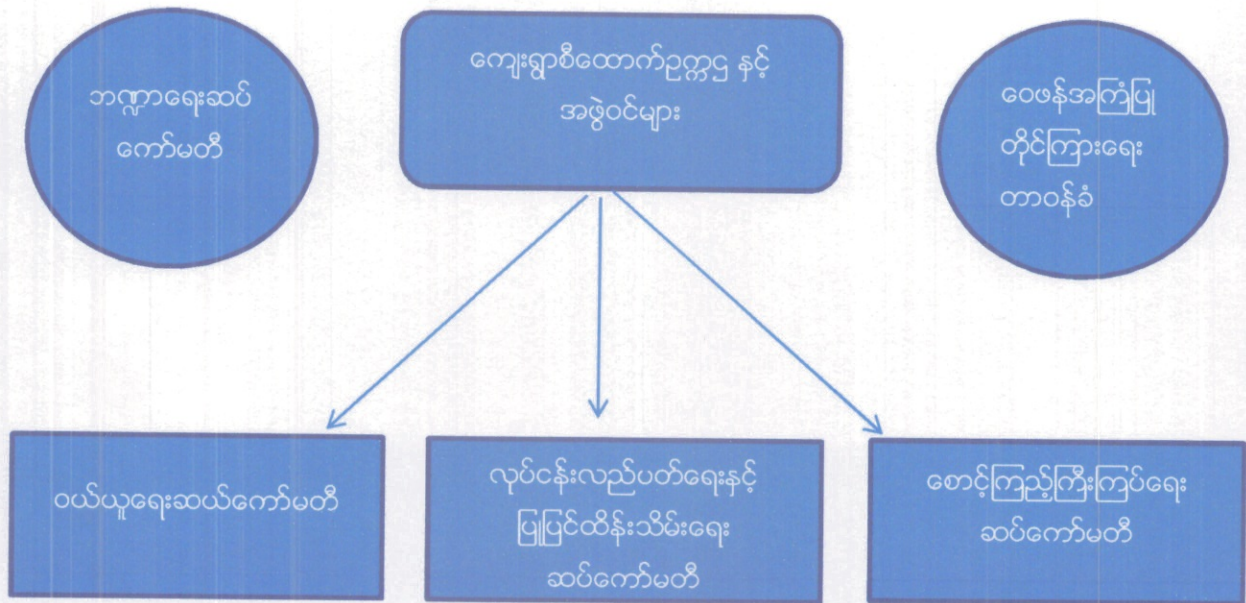 ဘဏ္ဍာရေးဆပ်
ကော်မတီ
ကျေးရွာစီထောက်ဥက္ကဌ နှင့်
အဖွဲ့ဝင်များ
ဝေဖန်အကြံပြု
တိုင်ကြားရေး
တာဝန်ခံ
ဝယ်ယူရေးဆယ်ကော်မတီ
လုပ်ငန်းလည်ပတ်ရေးနှင့်
ပြုပြင်ထိန်းသိမ်းရေး
ဆပ်ကော်မတီ
စောင့်ကြည့်ကြီးကြပ်ရေး
ဆပ်ကော်မတီ